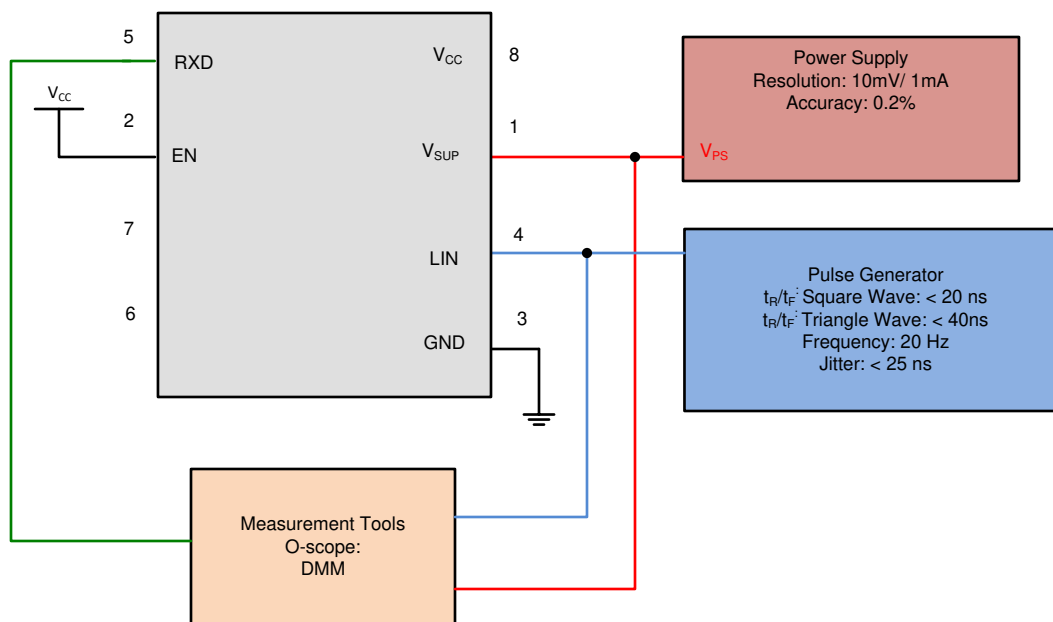 5
RXD
VCC
8
Power Supply
Resolution: 10mV/ 1mA
Accuracy: 0.2%
VCC
2
EN
1
VSUP
VPS
7
4
LIN
Pulse Generator
tR/tF: Square Wave: < 20 ns
tR/tF: Triangle Wave: < 40ns
Frequency: 20 Hz
Jitter: < 25 ns
6
3
GND
Measurement Tools
O-scope:
DMM